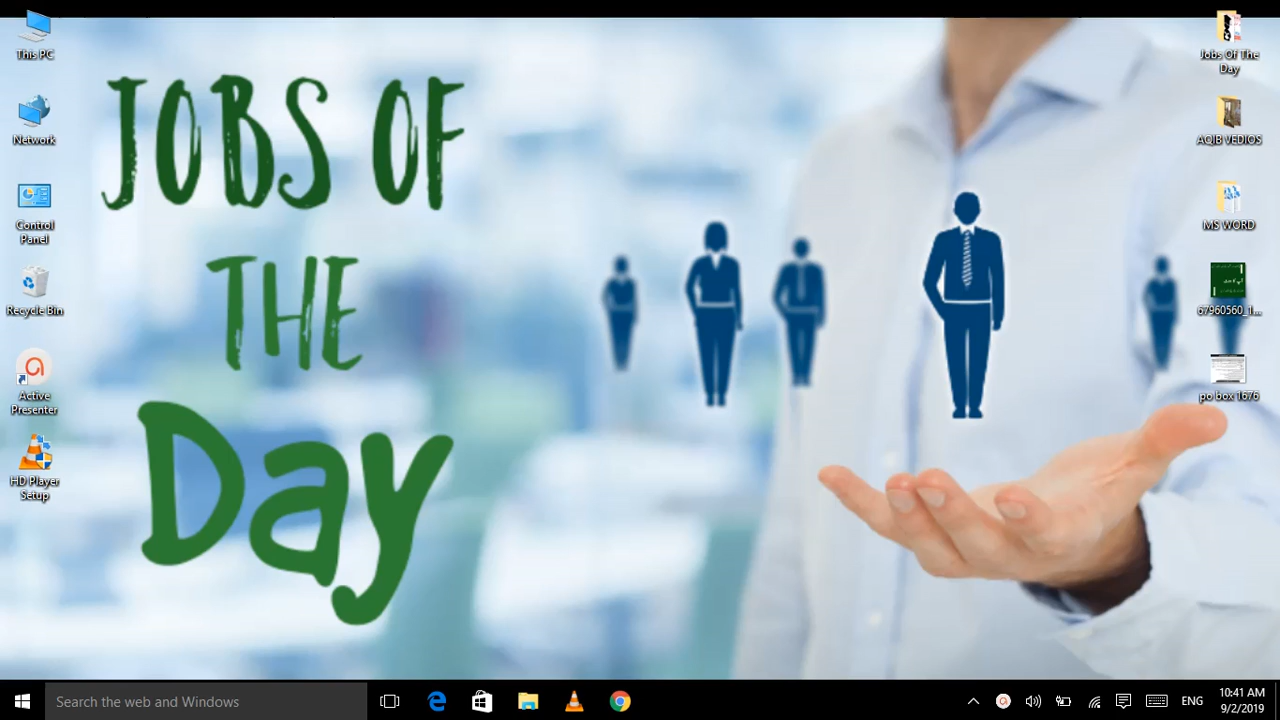 This PC
Network
Control
Panel
Recycle Bin
Active
Presenter
HD Player
Setup
JOBS OF
THE
Day
Jobs Of The
Day
AQIB VEDIOS
MS WORD
67960560_1...
po box 1676
Search the web and Windows
ENG
10:41 AM
9/2/2019